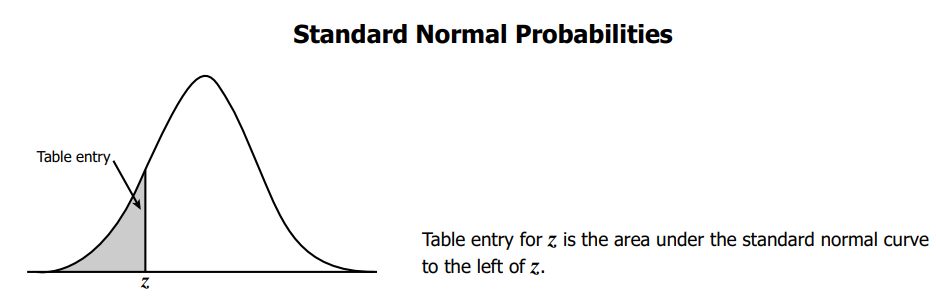 Standard Normal Probabilities
Table entry
Table entry for z is the area under the standard normal curve
to the left of z.
z